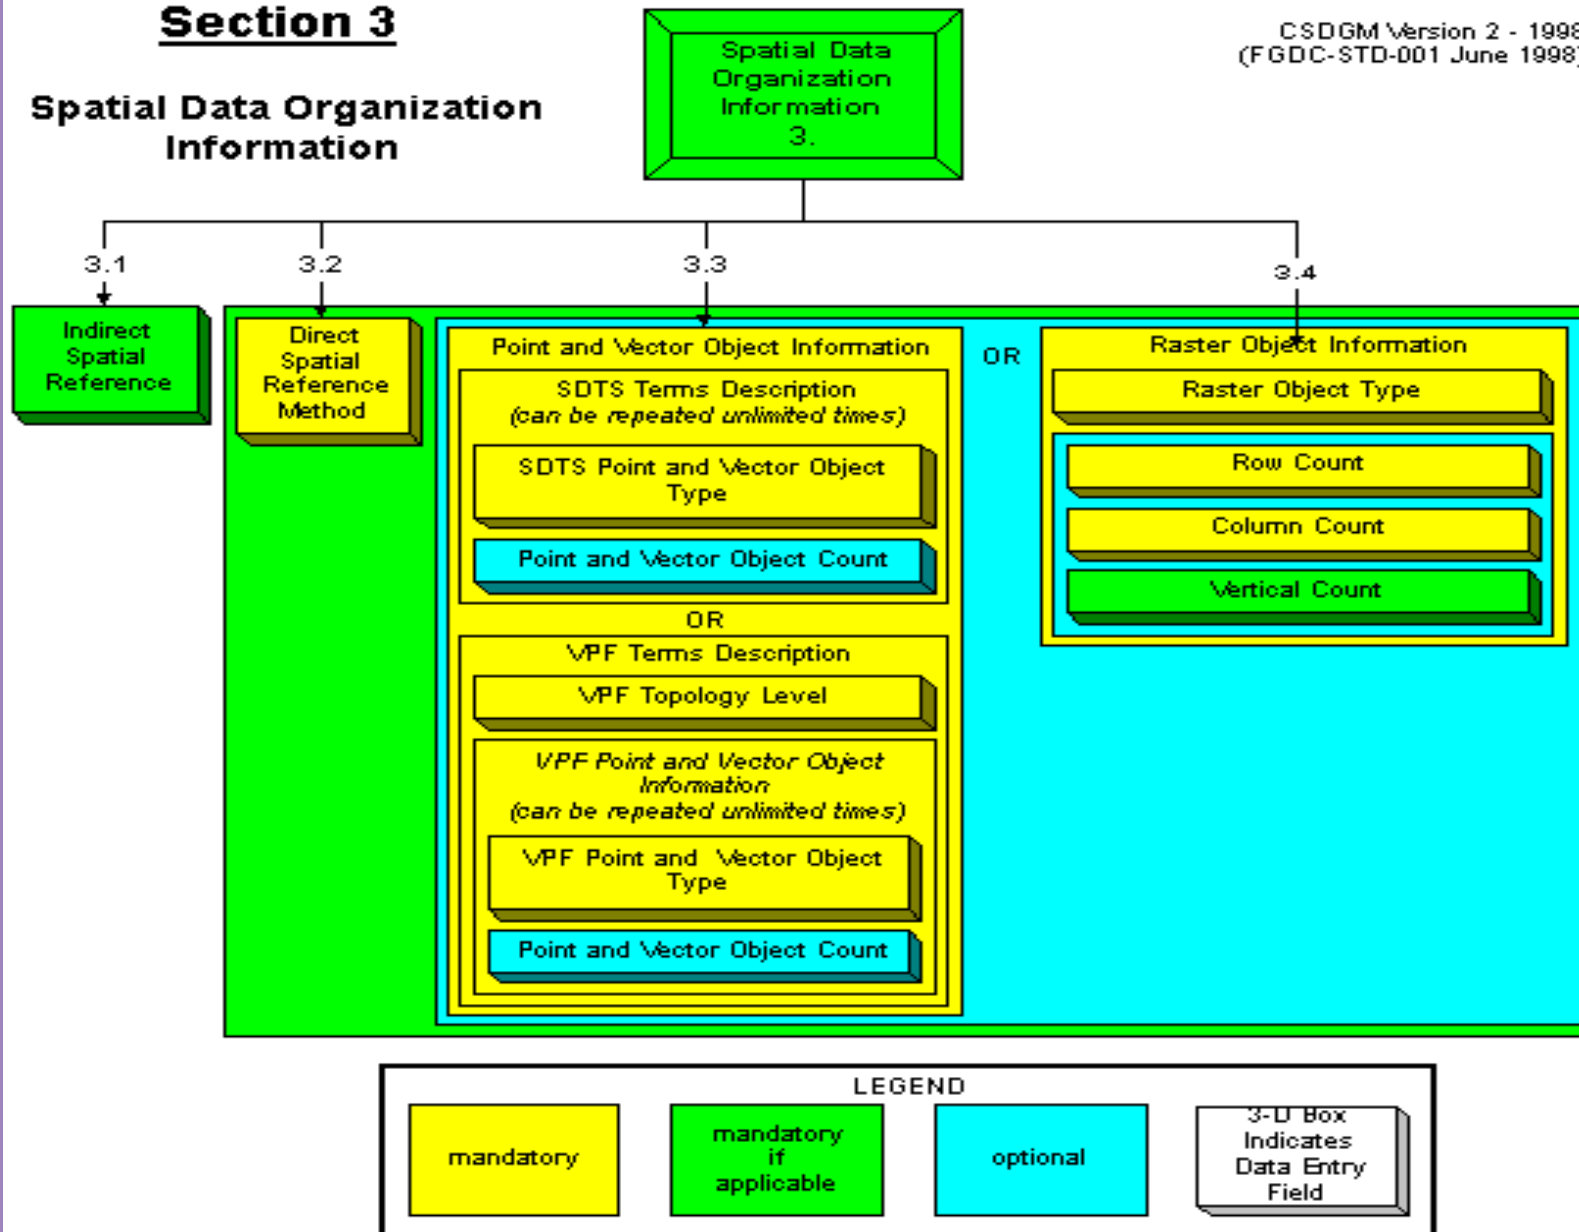 Section 3
Spatial Data Organization
Information
Spatial Data
Organization
Information
3.
CSDGM Version 2 - 1998
(FGDC-STD-001 June 1998)
3.1
3.2
3.3
3.4
Indirect
Spatial
Reference
Direct
Spatial
Reference
Method
Point and Vector Object Information
SDTS Terms Description
(can be repeated unlimited times)
SDTS Point and Vector Object
Type
Point and Vector Object Count
OR
VPF Terms Description
VPF Topology Level
VPF Point and Vector Object
Information
(can be repeated unlimited times)
VPF Point and Vector Object
Type
Point and Vector Object Count
OR
Raster Object Information
Raster Object Type
Row Count
Column Count
Vertical Count
LEGEND
mandatory
mandatory
if
applicable
optional
3-D Box
Indicates
Data Entry
Field